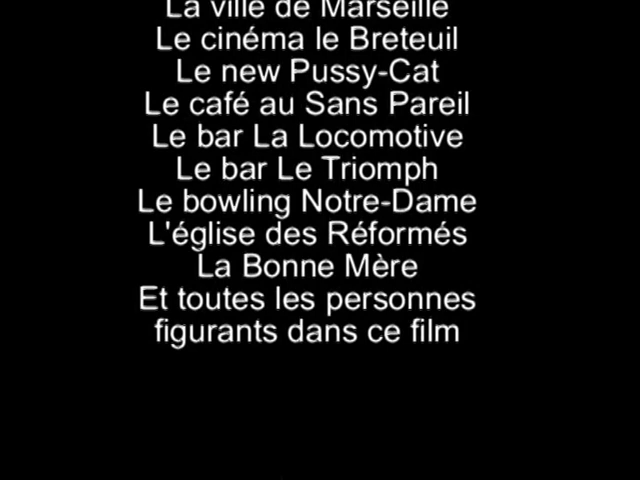 La ville de Marseille
Le cinéma le Breteuil
Le new Pussy-Cat
Le café au Sans Pareil
Le bar La Locomotive
Le bar Le Triomph
Le bowling Notre-Dame
L'église des Réformés
La Bonne Mère
Et toutes les personnes
figurants dans ce film